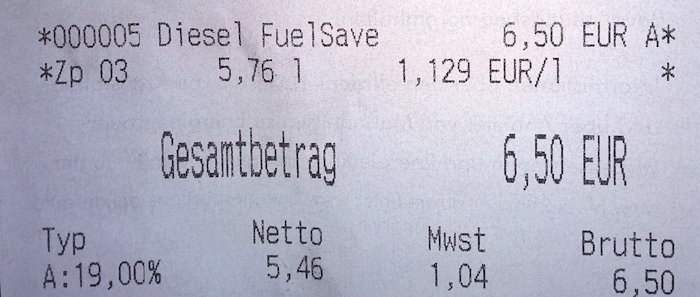 *000005 Diesel FuelSave 6,50 EUR A*
*Zp 03 5,76 l 1,129 EUR/l *
Gesamtbetrag 6,50 EUR
Typ Netto Mwst Brutto
A:19,00% 5,46 1,04 6,50